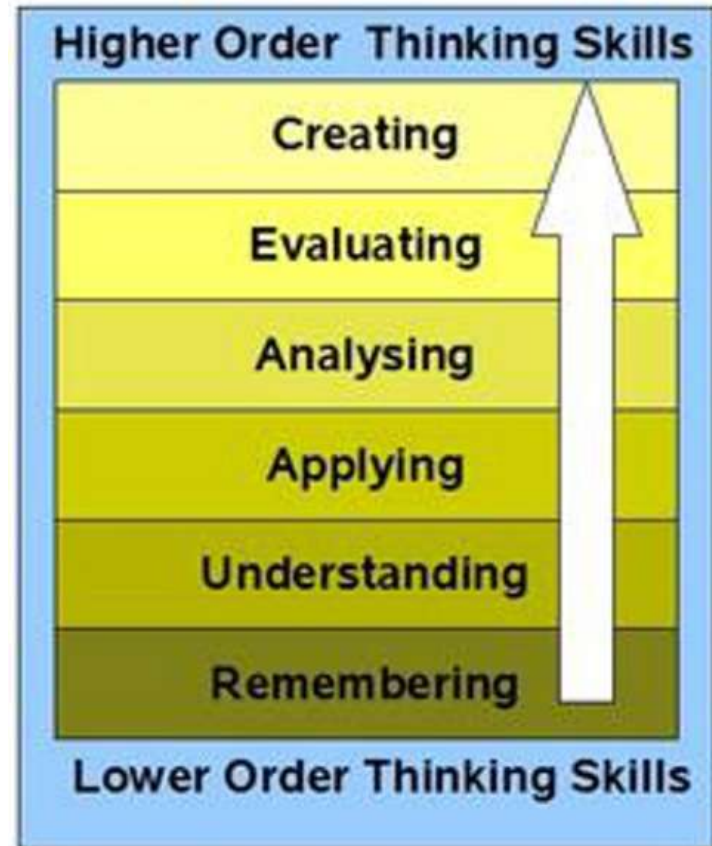 Higher Order Thinking Skills
Creating
Evaluating
Analysing
Applying
Understanding
Remembering
Lower Order Thinking Skills